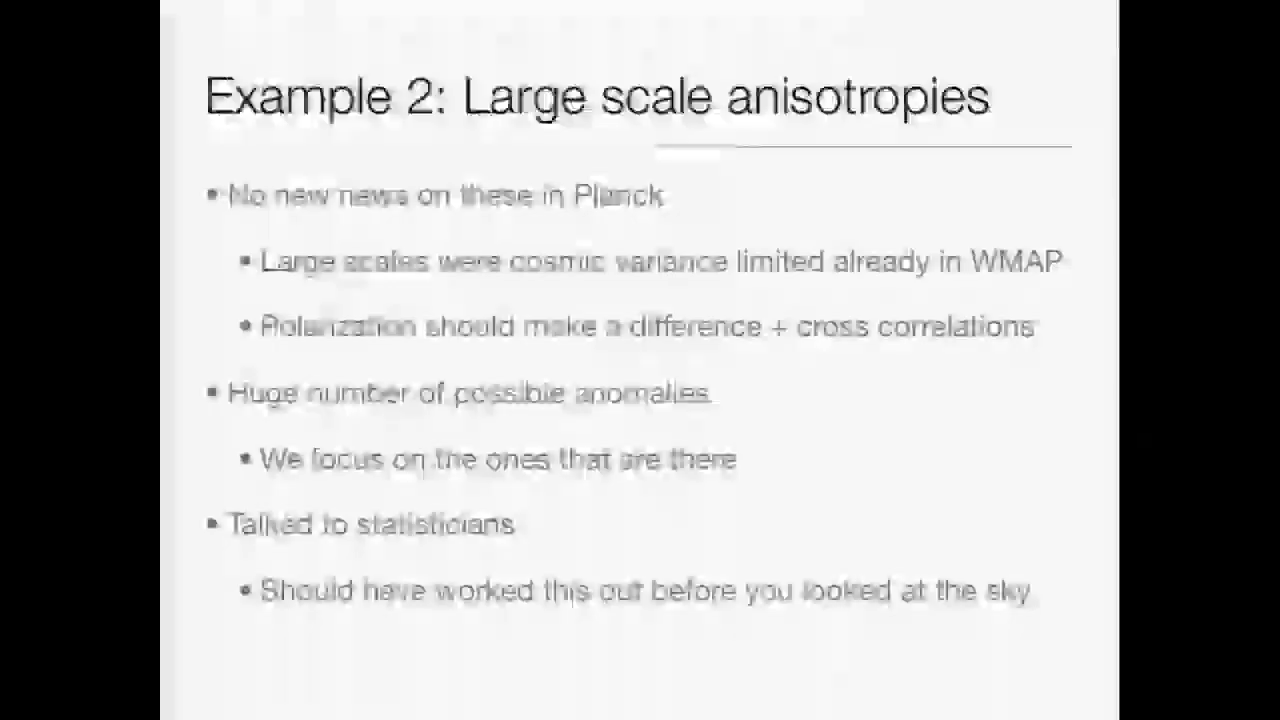 Example 2: Large scale anisotropies
• No new news on these in Planck
• Large scales were cosmic variance limited already in WMAP
• Polarization should make a difference + cross correlations
• Huge number of possible anomalies
• We focus on the ones that are there
• Talked to statisticians
• Should have worked this out before you looked at the sky